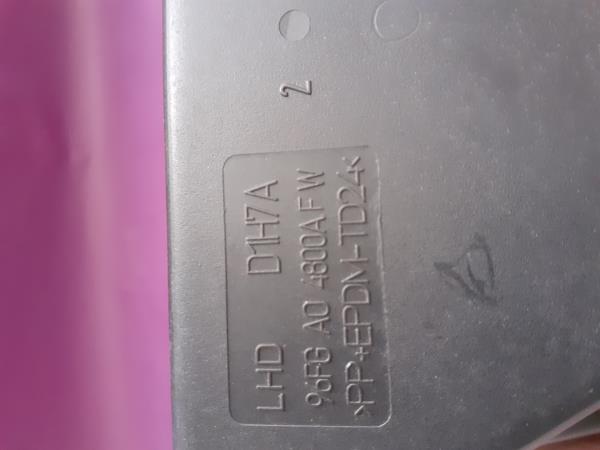 2
LHD D1H7A
96FG A0 4800AFW
>PP+EPDM-TD24<